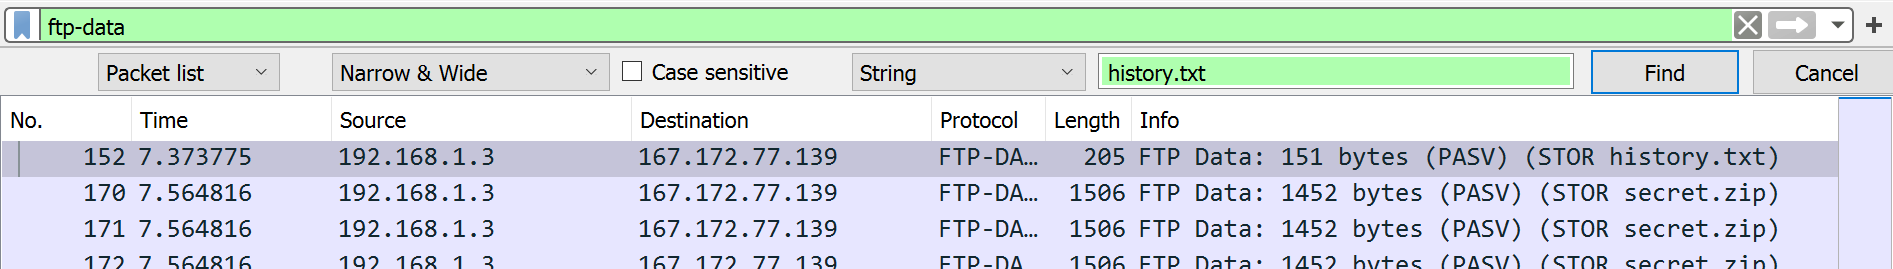 ftp-data
Packet list Narrow & Wide Case sensitive String history.txt Find Cancel
No. Time Source Destination Protocol Length Info
152 7.373775 192.168.1.3 167.172.77.139 FTP-DA… 205 FTP Data: 151 bytes (PASV) (STOR history.txt)
170 7.564816 192.168.1.3 167.172.77.139 FTP-DA… 1506 FTP Data: 1452 bytes (PASV) (STOR secret.zip)
171 7.564816 192.168.1.3 167.172.77.139 FTP-DA… 1506 FTP Data: 1452 bytes (PASV) (STOR secret.zip)
172 7.564816 192.168.1.3 167.172.77.139 FTP-DA… 1506 FTP Data: 1452 bytes (PASV) (STOR secret.zip)